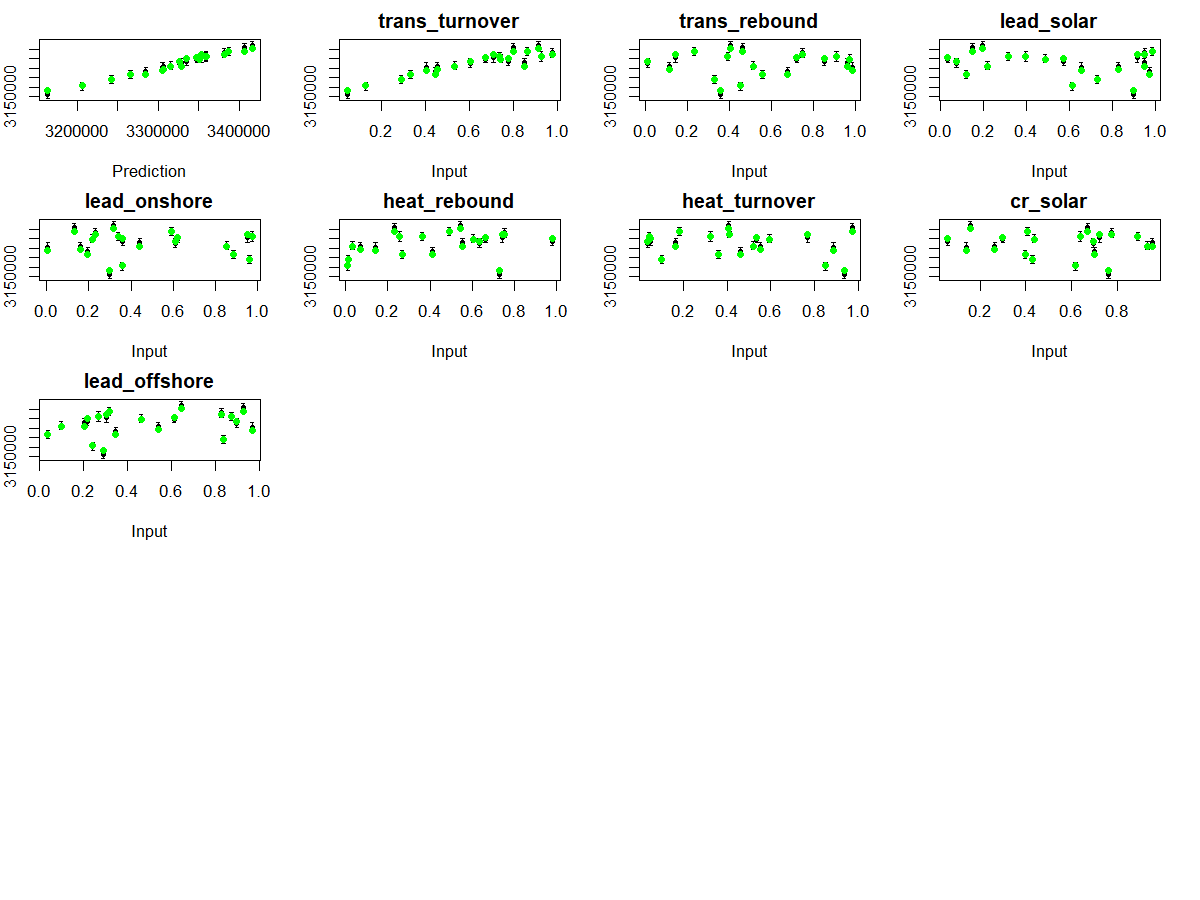 trans_turnover trans_rebound lead_solar
3150000 3150000 3150000 3150000
3200000 3300000 3400000 0.2 0.4 0.6 0.8 1.0 0.0 0.2 0.4 0.6 0.8 1.0 0.0 0.2 0.4 0.6 0.8 1.0
Prediction Input Input Input
lead_onshore heat_rebound heat_turnover cr_solar
3150000 3150000 3150000 3150000
0.0 0.2 0.4 0.6 0.8 1.0 0.0 0.2 0.4 0.6 0.8 1.0 0.2 0.4 0.6 0.8 1.0 0.2 0.4 0.6 0.8
Input Input Input Input
lead_offshore
3150000
0.0 0.2 0.4 0.6 0.8 1.0
Input